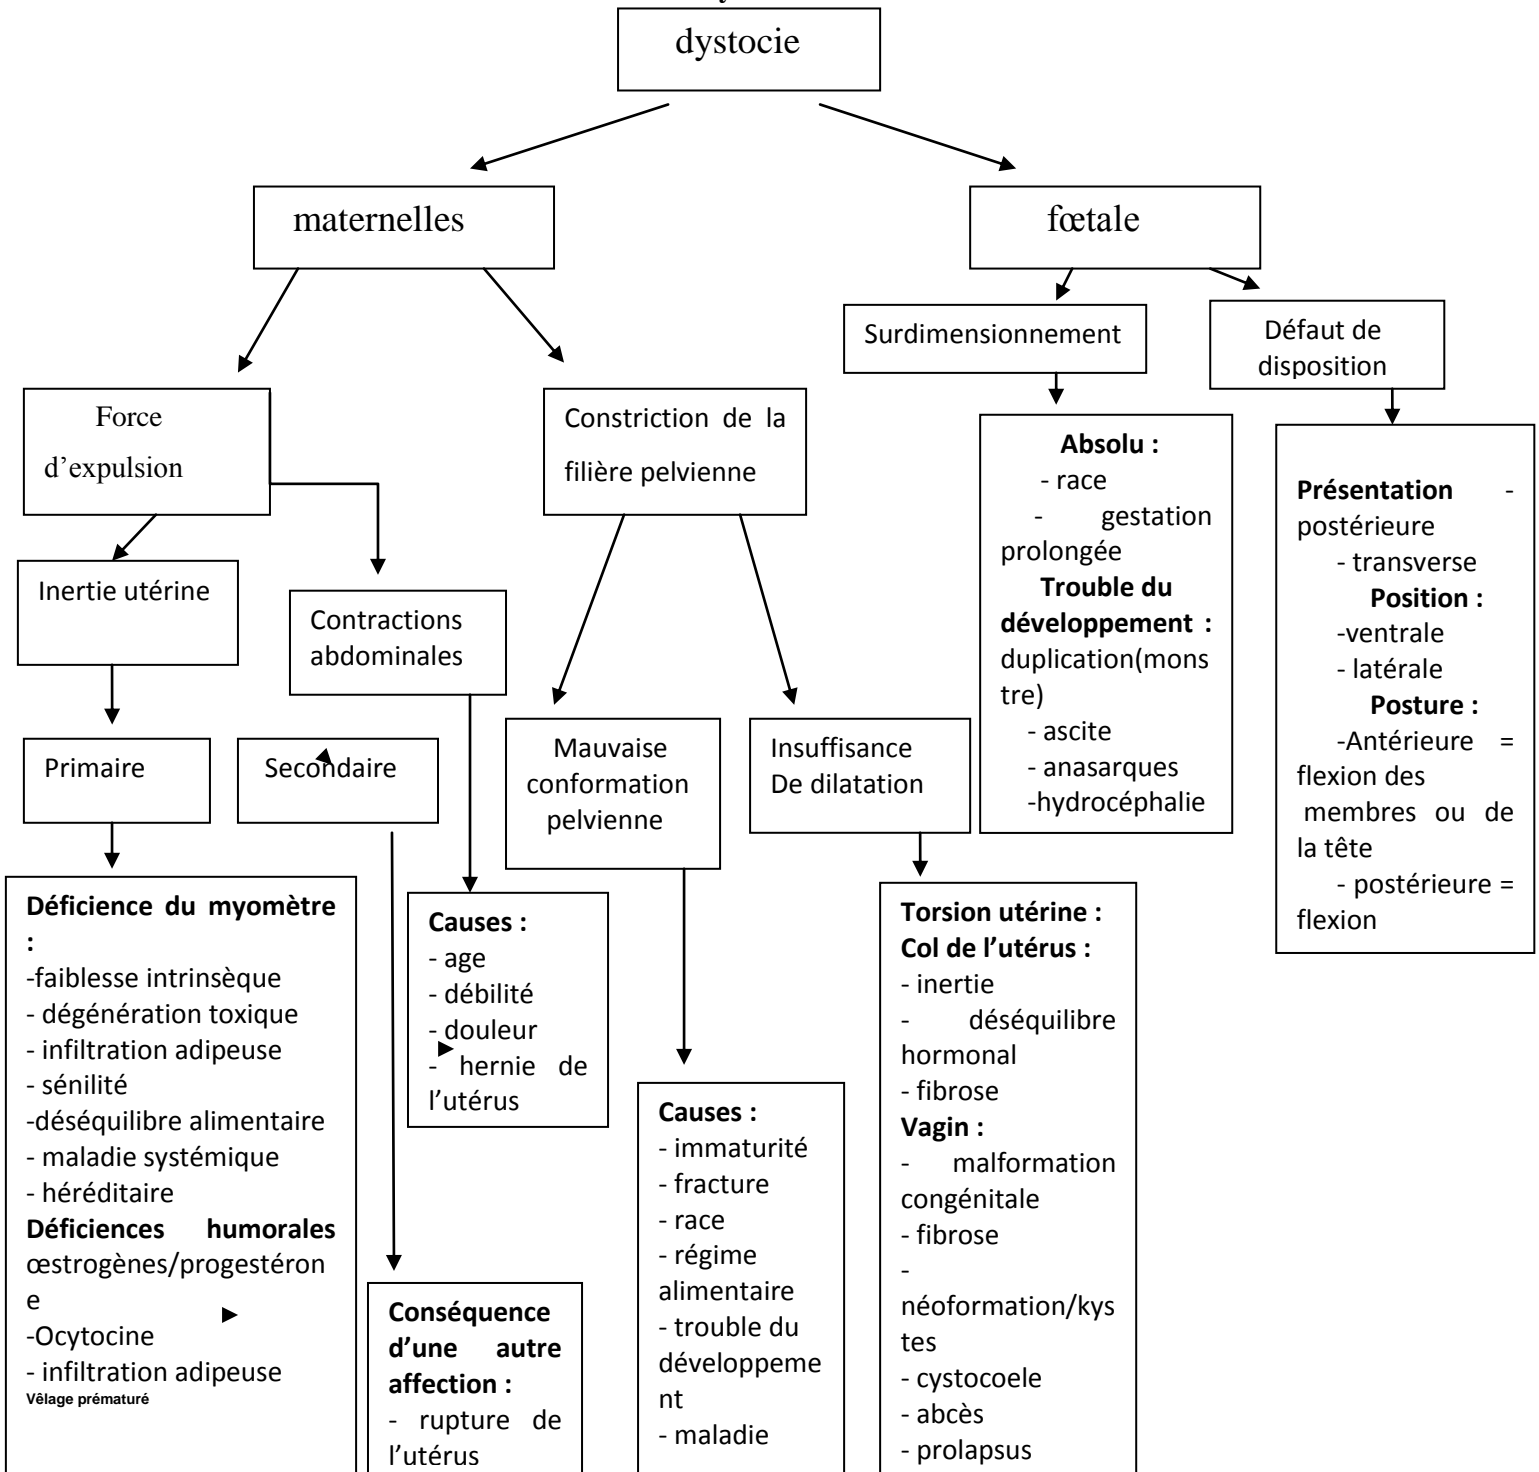 dystocie
maternelles
fœtale
Surdimensionnement
Défaut de
disposition
Force
d’expulsion
Constriction de la
filière pelvienne
Absolu :
- race
- gestation
prolongée
Trouble du
développement :
duplication(mons
tre)
- ascite
- anasarques
-hydrocéphalie
Présentation -
postérieure
- transverse
Position :
-ventrale
- latérale
Posture :
-Antérieure =
flexion des
membres ou de
la tête
- postérieure =
flexion
Inertie utérine
Contractions
abdominales
Primaire
Secondaire
Mauvaise
conformation
pelvienne
Insuffisance
De dilatation
Déficience du myomètre
:
-faiblesse intrinsèque
- dégénération toxique
- infiltration adipeuse
- sénilité
-déséquilibre alimentaire
- maladie systémique
- héréditaire
Déficiences humorales
œstrogènes/progestéron
e
-Ocytocine
- infiltration adipeuse
Vêlage prématuré
Causes :
- age
- débilité
- douleur
- hernie de
l’utérus
Conséquence
d’une autre
affection :
- rupture de
l’utérus
Causes :
- immaturité
- fracture
- race
- régime
alimentaire
- trouble du
développeme
nt
- maladie
Torsion utérine :
Col de l’utérus :
- inertie
- déséquilibre
hormonal
- fibrose
Vagin :
- malformation
congénitale
- fibrose
-
néoformation/kys
tes
- cystocoele
- abcès
- prolapsus